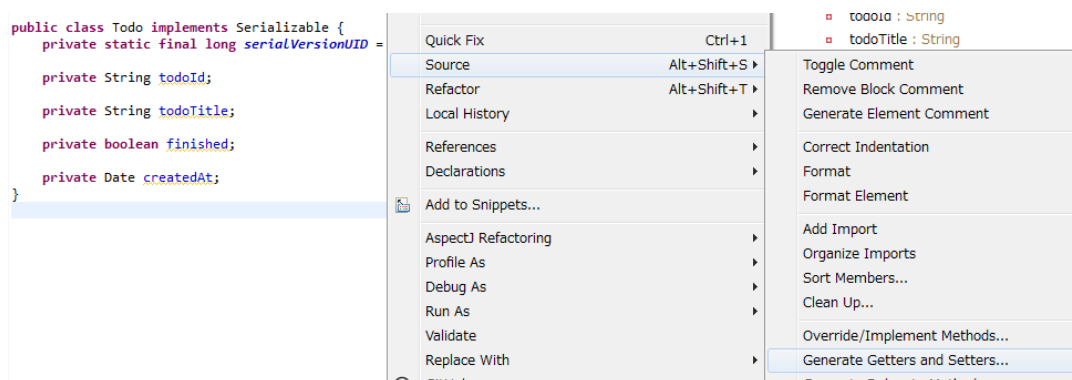 public class Todo implements Serializable {
private static final long serialVersionUID =
private String todoId;
private String todoTitle;
private boolean finished;
private Date createdAt;
}
Quick Fix Ctrl+1
Source Alt+Shift+S
Refactor Alt+Shift+T
Local History
References
Declarations
Add to Snippets...
AspectJ Refactoring
Profile As
Debug As
Run As
Validate
Replace With
todoId : String
todoTitle : String
Toggle Comment
Remove Block Comment
Generate Element Comment
Correct Indentation
Format
Format Element
Add Import
Organize Imports
Sort Members...
Clean Up...
Override/Implement Methods...
Generate Getters and Setters...